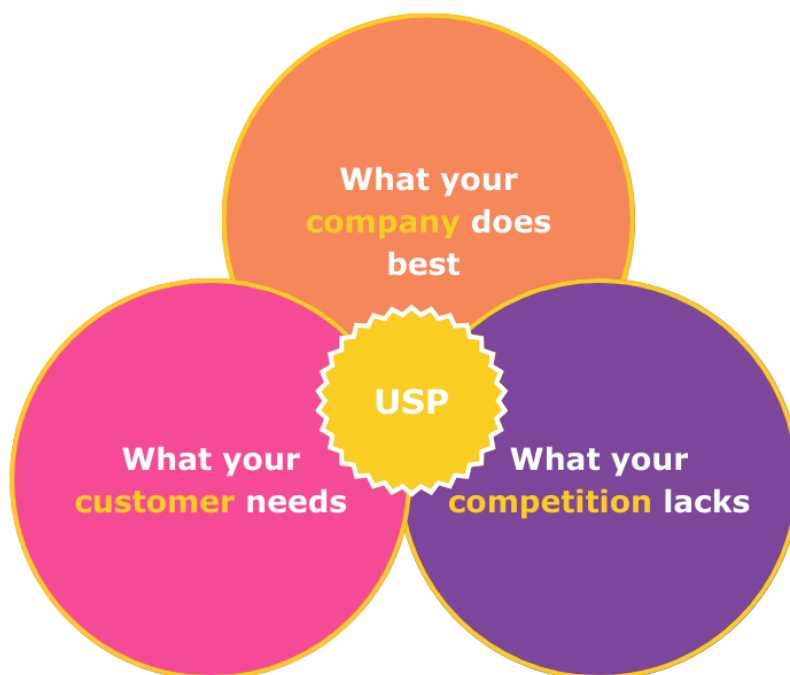 What your
company does
best
USP
What your
customer needs
What your
competition lacks